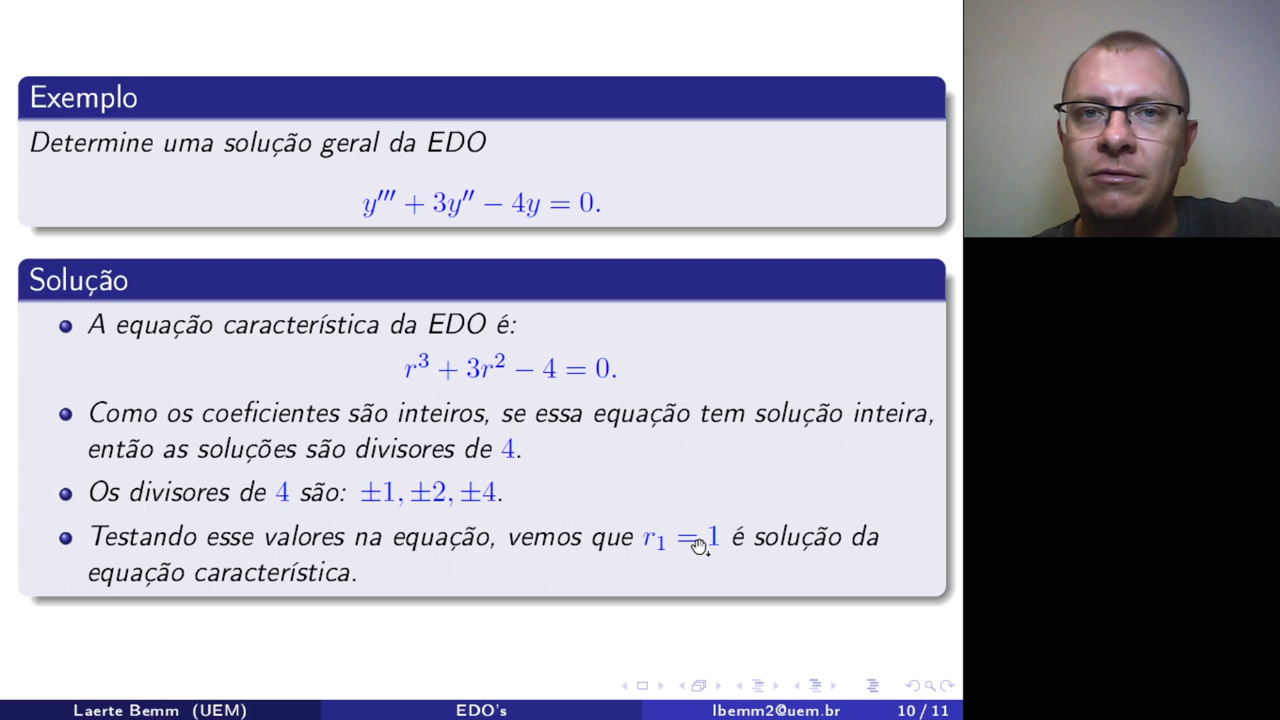 Exemplo
Determine uma solução geral da EDO
y''' + 3y'' − 4y = 0.
Solução
A equação característica da EDO é:
r³ + 3r² − 4 = 0.
Como os coeficientes são inteiros, se essa equação tem solução inteira,
então as soluções são divisores de 4.
Os divisores de 4 são: ±1, ±2, ±4.
Testando esse valores na equação, vemos que r₁ = 1 é solução da
equação característica.
Laerte Bemm (UEM) EDO's lbemm2@uem.br 10 / 11